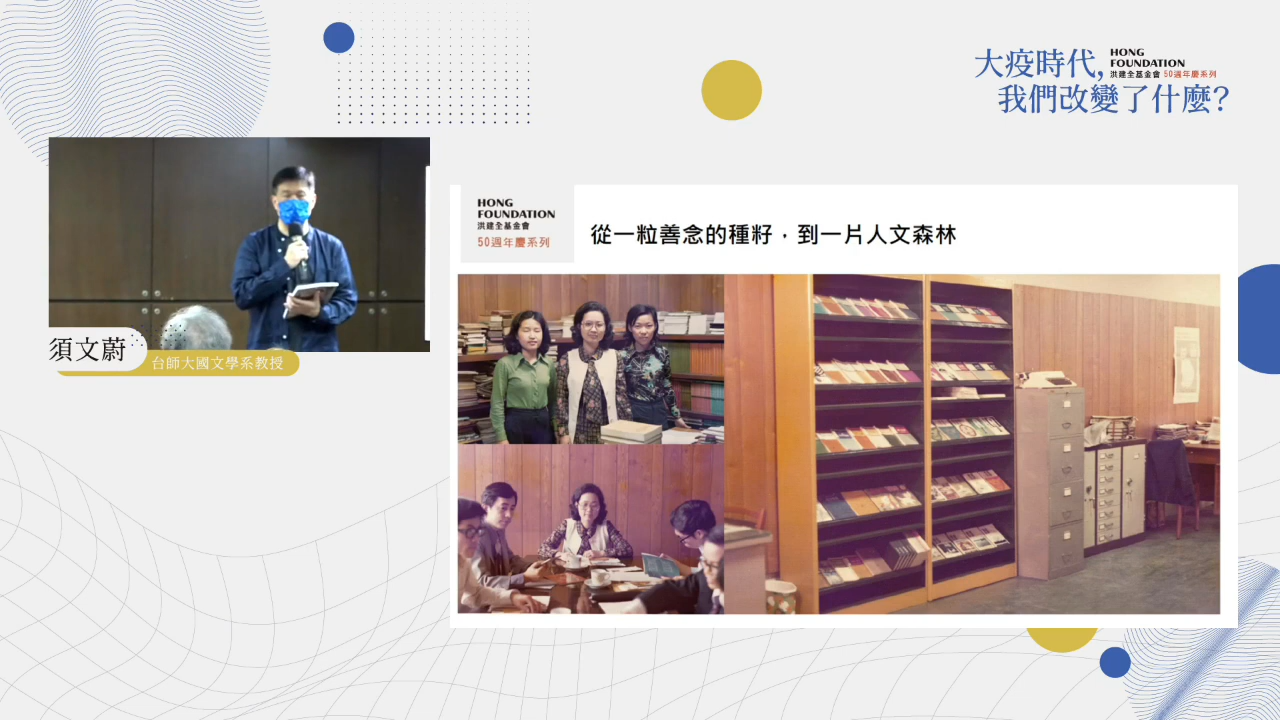 大疫時代,
我們改變了什麼?
HONG
FOUNDATION
洪建全基金會 50週年慶系列
須文蔚
台師大國文學系教授
HONG
FOUNDATION
洪建全基金會
50週年慶系列
從一粒善念的種籽，到一片人文森林